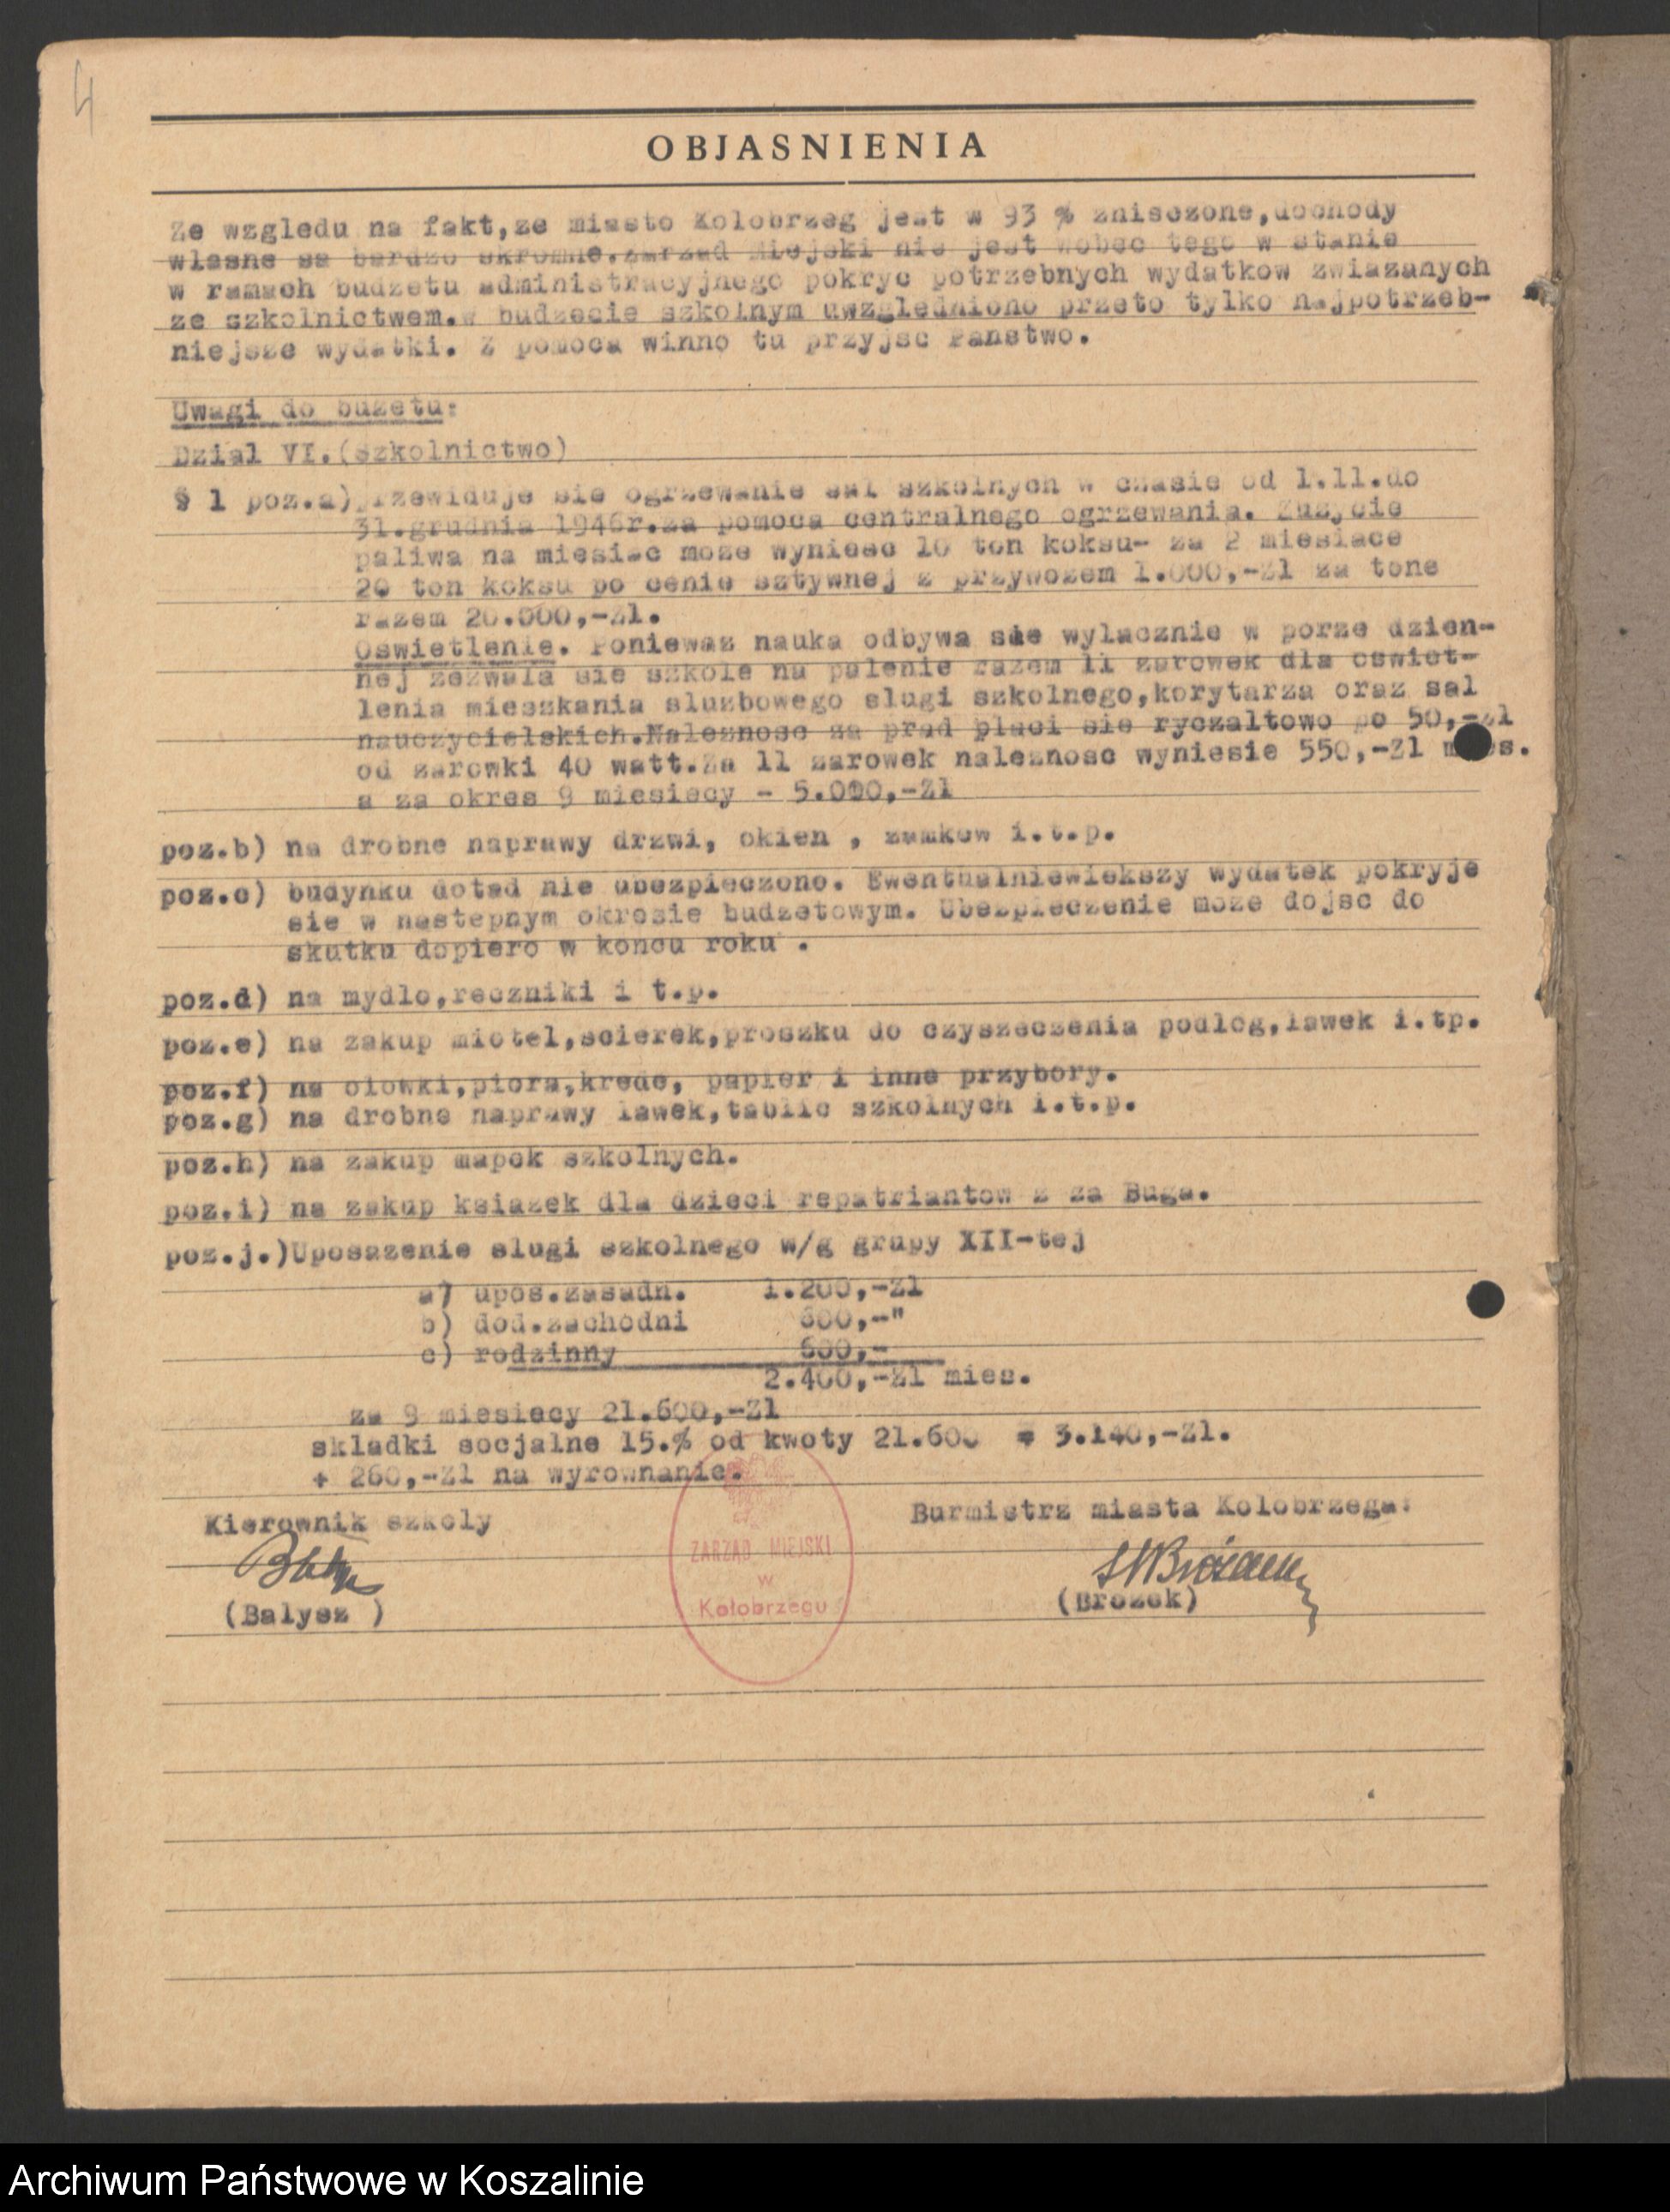 4
OBJASNIENIA
Ze wzgledu na fakt,ze miasto Kolobrzeg jest w 93 % znisczone,dochody
wlasne sa bardzo skromne.Zarzad Miejski nie jest wobec tego w stanie
w ramach budzetu administracyjnego pokryc potrzebnych wydatkow zwiazanych
ze szkolnictwem.W budzecie szkolnym uwzgledniono przeto tylko najpotrzeb-
niejsze wydatki. Z pomoca winno tu przyjsc Panstwo.
Uwagi do buzetu:
Dzial VI.(Szkolnictwo)
§ 1 poz.a)Przewiduje sie ogrzewanie sal szkolnych w czasie od 1.11.do
31.grudnia 1946r.za pomoca centralnego ogrzewania. Zuzycie
paliwa na miesiac moze wyniesc 10 ton koksu- za 2 miesiace
20 ton koksu po cenie sztywnej z przywozem 1.000,-Zl za tone
razem 20.000,-Zl.
Oswietlenie. Poniewaz nauka odbywa sie wylacznie w porze dzien-
nej zezwala sie szkole na palenie razem 11 zarowek dla oswiet-
lenia mieszkania sluzbowego slugi szkolnego,korytarza oraz sal
nauczycielskich.Naleznosc za prad placi sie ryczaltowo po 50,-Zl
od zarowki 40 watt.Za 11 zarowek naleznosc wyniesie 550,-Zl m s.
a za okres 9 miesiecy - 5.000,-Zl
poz.b) na drobne naprawy drzwi, okien , zamkow i.t.p.
poz.c) budynku dotad nie ubezpieczono. Ewentualniewiekszy wydatek pokryje
sie w nastepnym okresie budzetowym. Ubezpieczenie moze dojsc do
skutku dopiero w koncu roku .
poz.d) na mydlo,reczniki i t.p.
poz.e) na zakup miotel,scierek,proszku do czyszeczenia podlog,lawek i.tp.
poz.f) na olowki,piora,krede, papier i inne przybory.
poz.g) na drobne naprawy lawek,tablic szkolnych i.t.p.
poz.h) na zakup mapek szkolnych.
poz.i) na zakup ksiazek dla dzieci repatriantow z za Buga.
poz.j.)Uposazenie slugi szkolnego w/g grupy XII-tej
a) upos.zasadn. 1.200,-Zl
b) dod.zachodni 600,-"
c) rodzinny 600,-
2.400,-Zl mies.
za 9 miesiecy 21.600,-Zl
skladki socjalne 15.% od kwoty 21.600 = 3.140,-Zl.
+ 260,-Zl na wyrownanie.
Kierownik szkoly
Burmistrz miasta Kolobrzega:
ZARZĄD MIEJSKI
w
Kołobrzegu
(Balysz )
(Brozek)
Archiwum Państwowe w Koszalinie